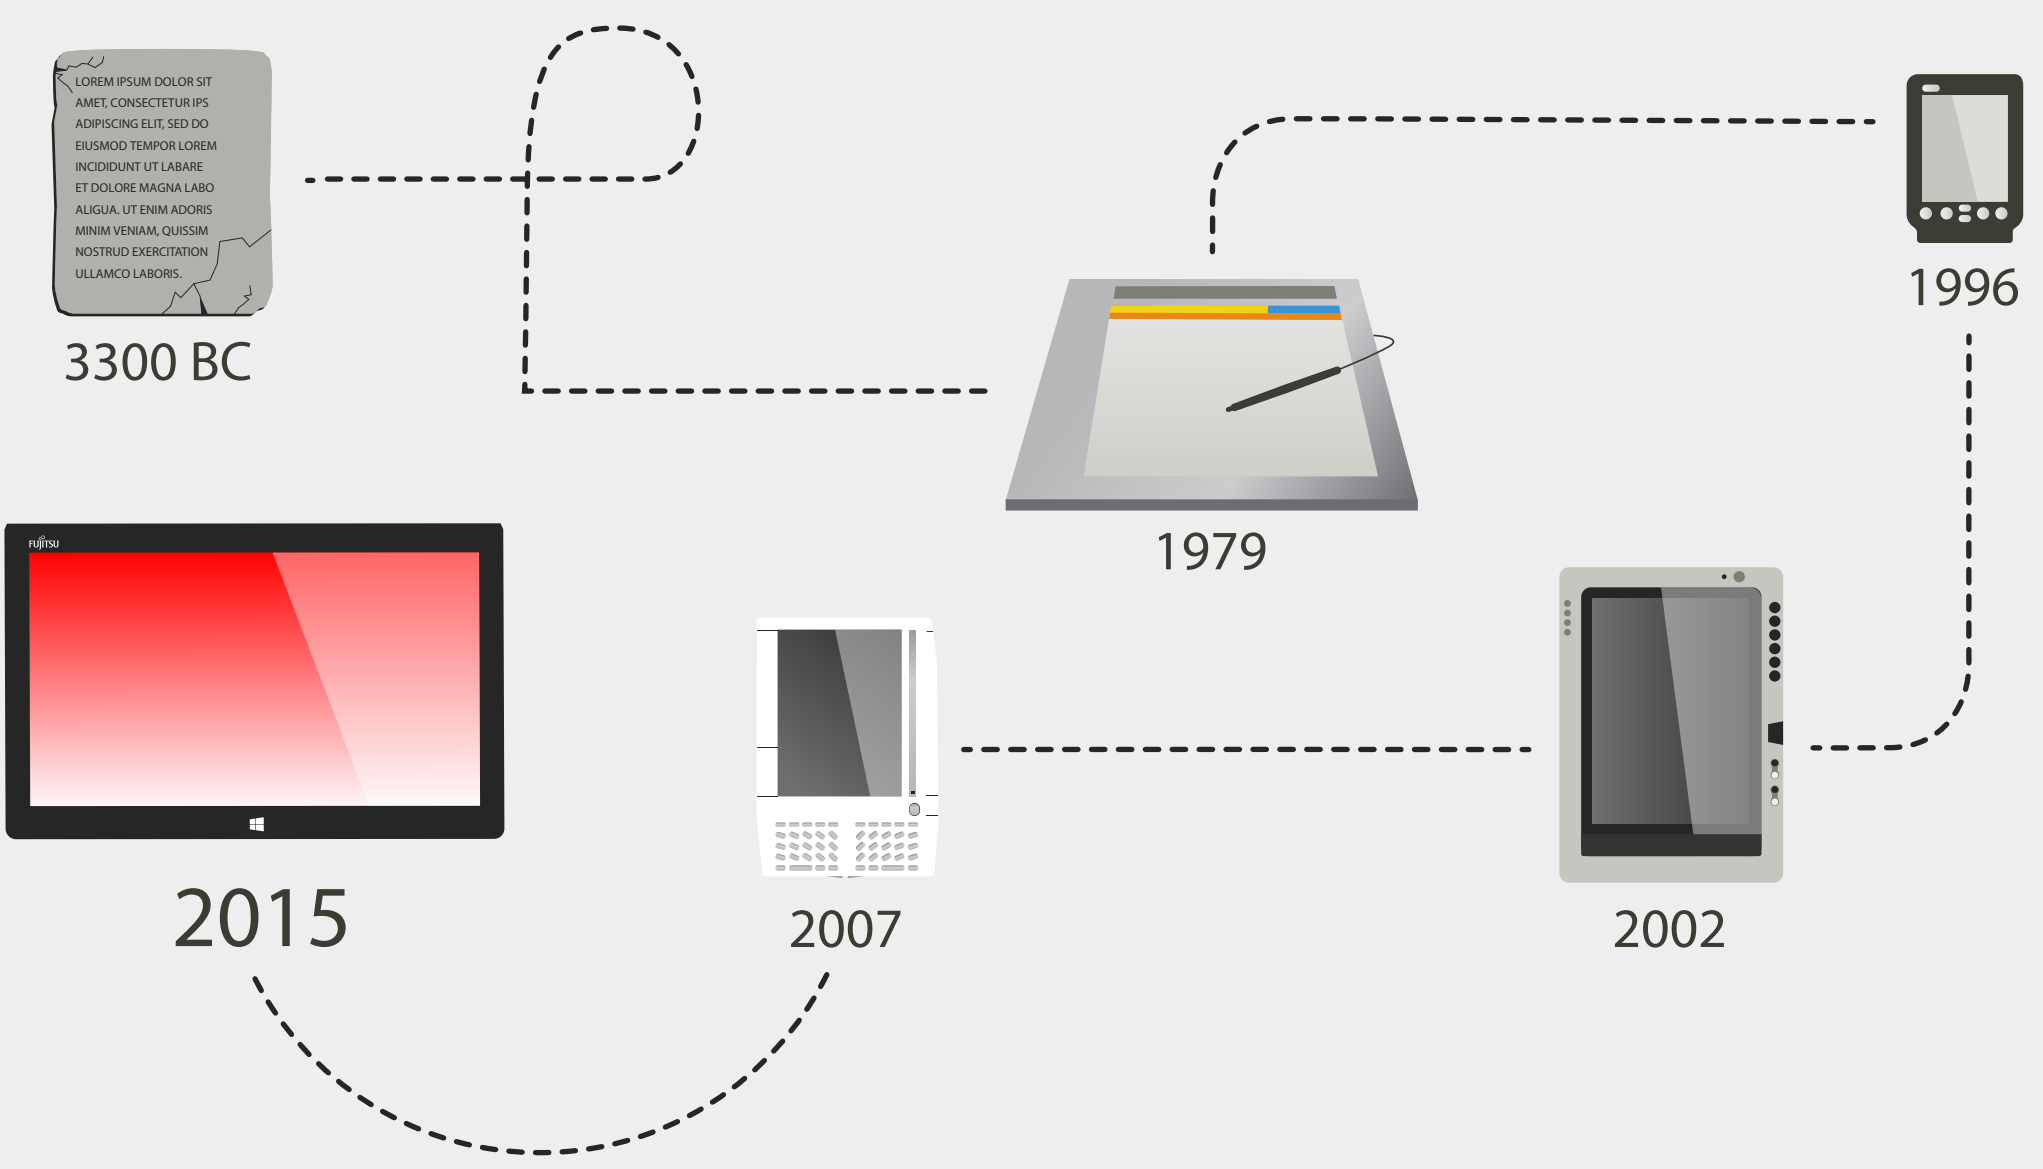 LOREM IPSUM DOLOR SIT
AMET, CONSECTETUR IPS
ADIPISCING ELIT, SED DO
EIUSMOD TEMPOR LOREM
INCIDIDUNT UT LABARE
ET DOLORE MAGNA LABO
ALIGUA. UT ENIM ADORIS
MINIM VENIAM, QUISSIM
NOSTRUD EXERCITATION
ULLAMCO LABORIS.
3300 BC
1979
1996
FUJITSU
2015
2007
2002